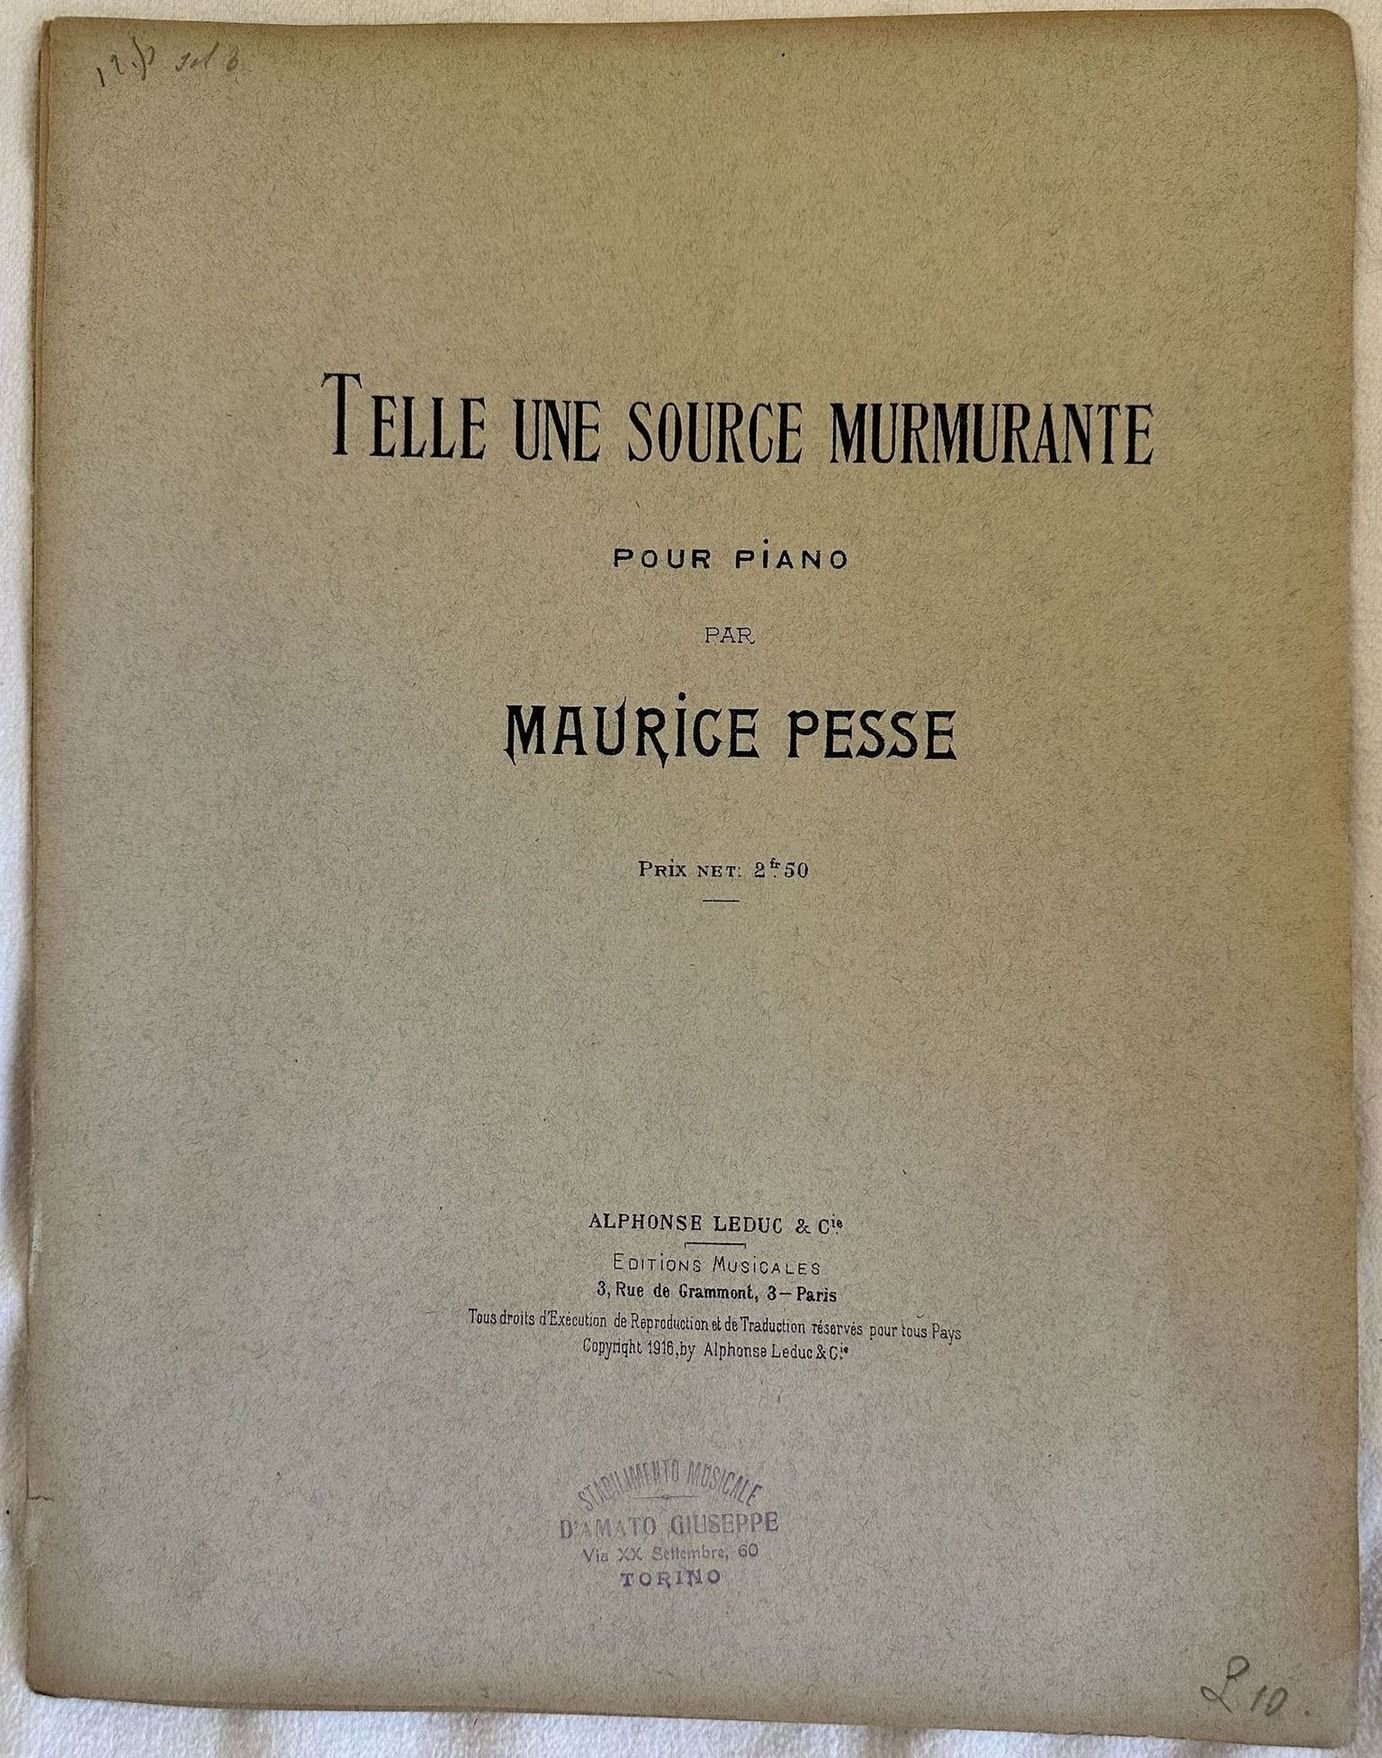 TELLE UNE SOURCE MURMURANTE
POUR PIANO
PAR
MAURICE PESSE
PRIX NET: 2fr.50
ALPHONSE LEDUC & Cie
EDITIONS MUSICALES
3, Rue de Grammont, 3 — Paris
Tous droits d'Exécution de Reproduction et de Traduction réservés pour tous Pays
Copyright 1916, by Alphonse Leduc & Cie
STABILIMENTO MUSICALE
D'AMATO GIUSEPPE
Via XX Settembre, 60
TORINO
L 10.